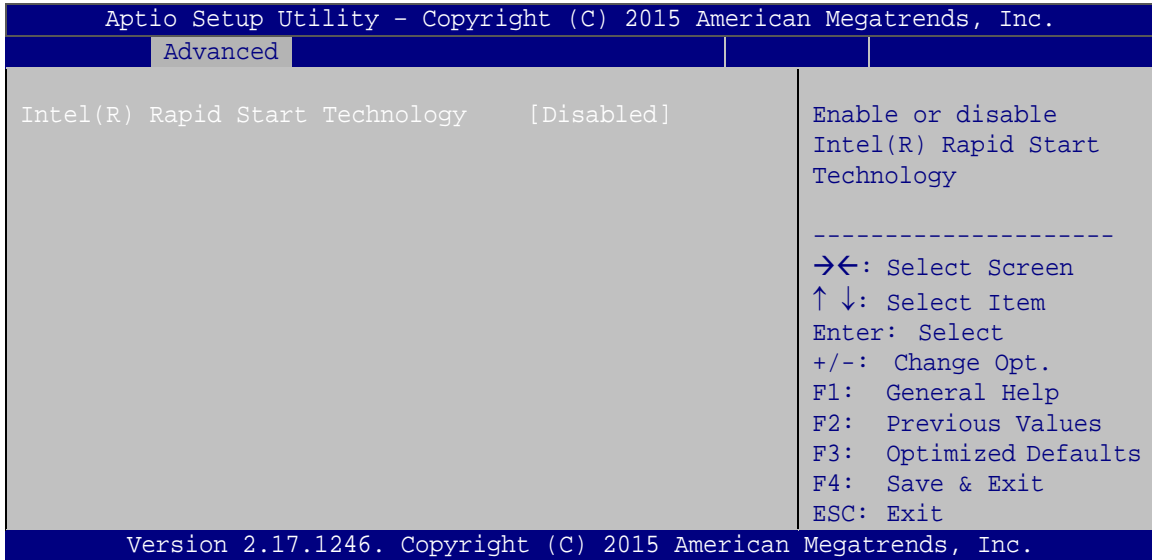 Aptio Setup Utility – Copyright (C) 2015 American Megatrends, Inc.
Advanced
Intel(R) Rapid Start Technology [Disabled]
Enable or disable
Intel(R) Rapid Start
Technology
---------------------
→←: Select Screen
↑ ↓: Select Item
Enter: Select
+/-: Change Opt.
F1: General Help
F2: Previous Values
F3: Optimized Defaults
F4: Save & Exit
ESC: Exit
Version 2.17.1246. Copyright (C) 2015 American Megatrends, Inc.